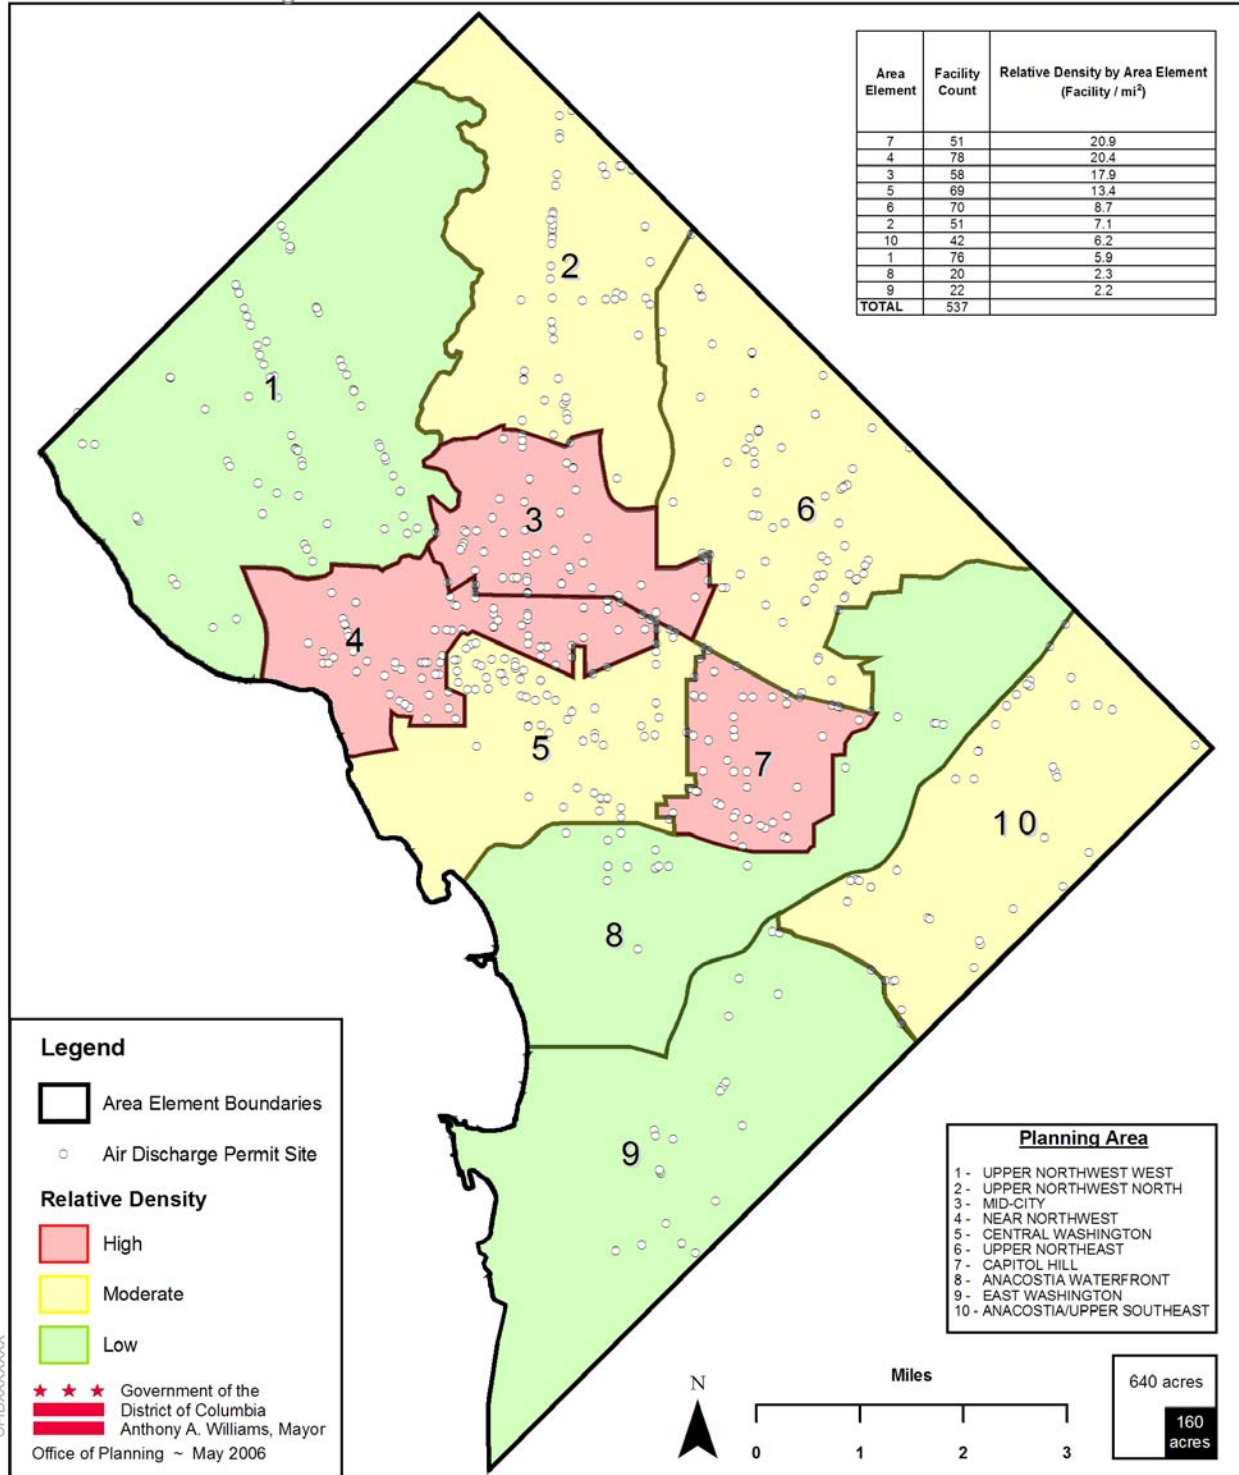 Area Element Facility Count Relative Density by Area Element (Facility / mi²)
7 51 20.9
4 78 20.4
3 58 17.9
5 69 13.4
6 70 8.7
2 51 7.1
10 42 6.2
1 76 5.9
8 20 2.3
9 22 2.2
TOTAL 537
2
1
6
3
4
5
7
10
8
9
Legend
Area Element Boundaries
Air Discharge Permit Site
Relative Density
High
Moderate
Low
Government of the
District of Columbia
Anthony A. Williams, Mayor
Office of Planning ~ May 2006
Planning Area
1 - UPPER NORTHWEST WEST
2 - UPPER NORTHWEST NORTH
3 - MID-CITY
4 - NEAR NORTHWEST
5 - CENTRAL WASHINGTON
6 - UPPER NORTHEAST
7 - CAPITOL HILL
8 - ANACOSTIA WATERFRONT
9 - EAST WASHINGTON
10 - ANACOSTIA/UPPER SOUTHEAST
N
Miles
0 1 2 3
640 acres
160
acres